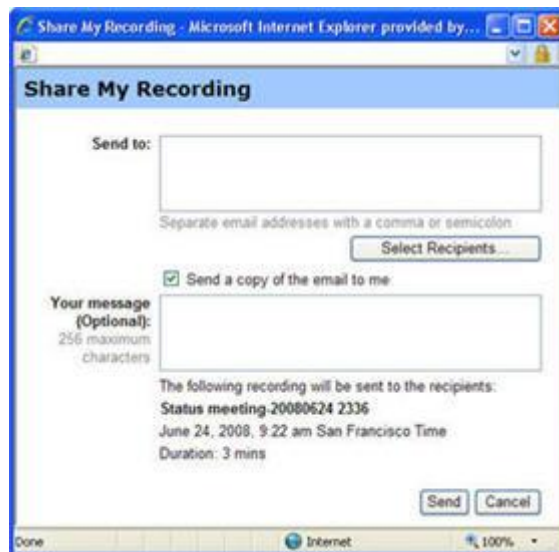 Share My Recording - Microsoft Internet Explorer provided by...
Share My Recording
Send to:
Separate email addresses with a comma or semicolon
Select Recipients...
Send a copy of the email to me
Your message
(Optional):
256 maximum
characters
The following recording will be sent to the recipients:
Status meeting-20080624 2336
June 24, 2008, 9:22 am San Francisco Time
Duration: 3 mins
Send Cancel
Done Internet 100%